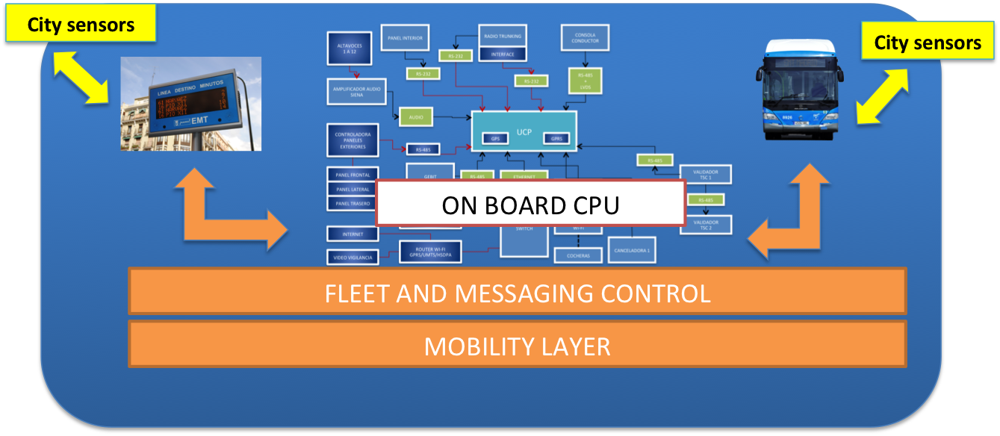 City sensors
City sensors
LINEA DESTINO MINUTOS
EMT
ALTAVOCES
1 A 12
PANEL INTERIOR
RADIO TRUNKING
INTERFACE
CONSOLA
CONDUCTOR
RS-232
RS-232
RS-232
RS-485
+
LVDS
AMPLIFICADOR AUDIO
SIENA
AUDIO
UCP
GPS
GPRS
CONTROLADORA
PANELES
EXTERIORES
RS-485
RS-485
VALIDADOR
TSC 1
PANEL FRONTAL
PANEL LATERAL
PANEL TRASERO
RS-485
ETHERNET
ON BOARD CPU
RS-485
VALIDADOR
TSC 2
SWITCH
INTERNET
ROUTER WI-FI
GPRS/UMTS/HSDPA
VIDEO VIGILANCIA
COCHERAS
CANCELADORA 1
FLEET AND MESSAGING CONTROL
MOBILITY LAYER